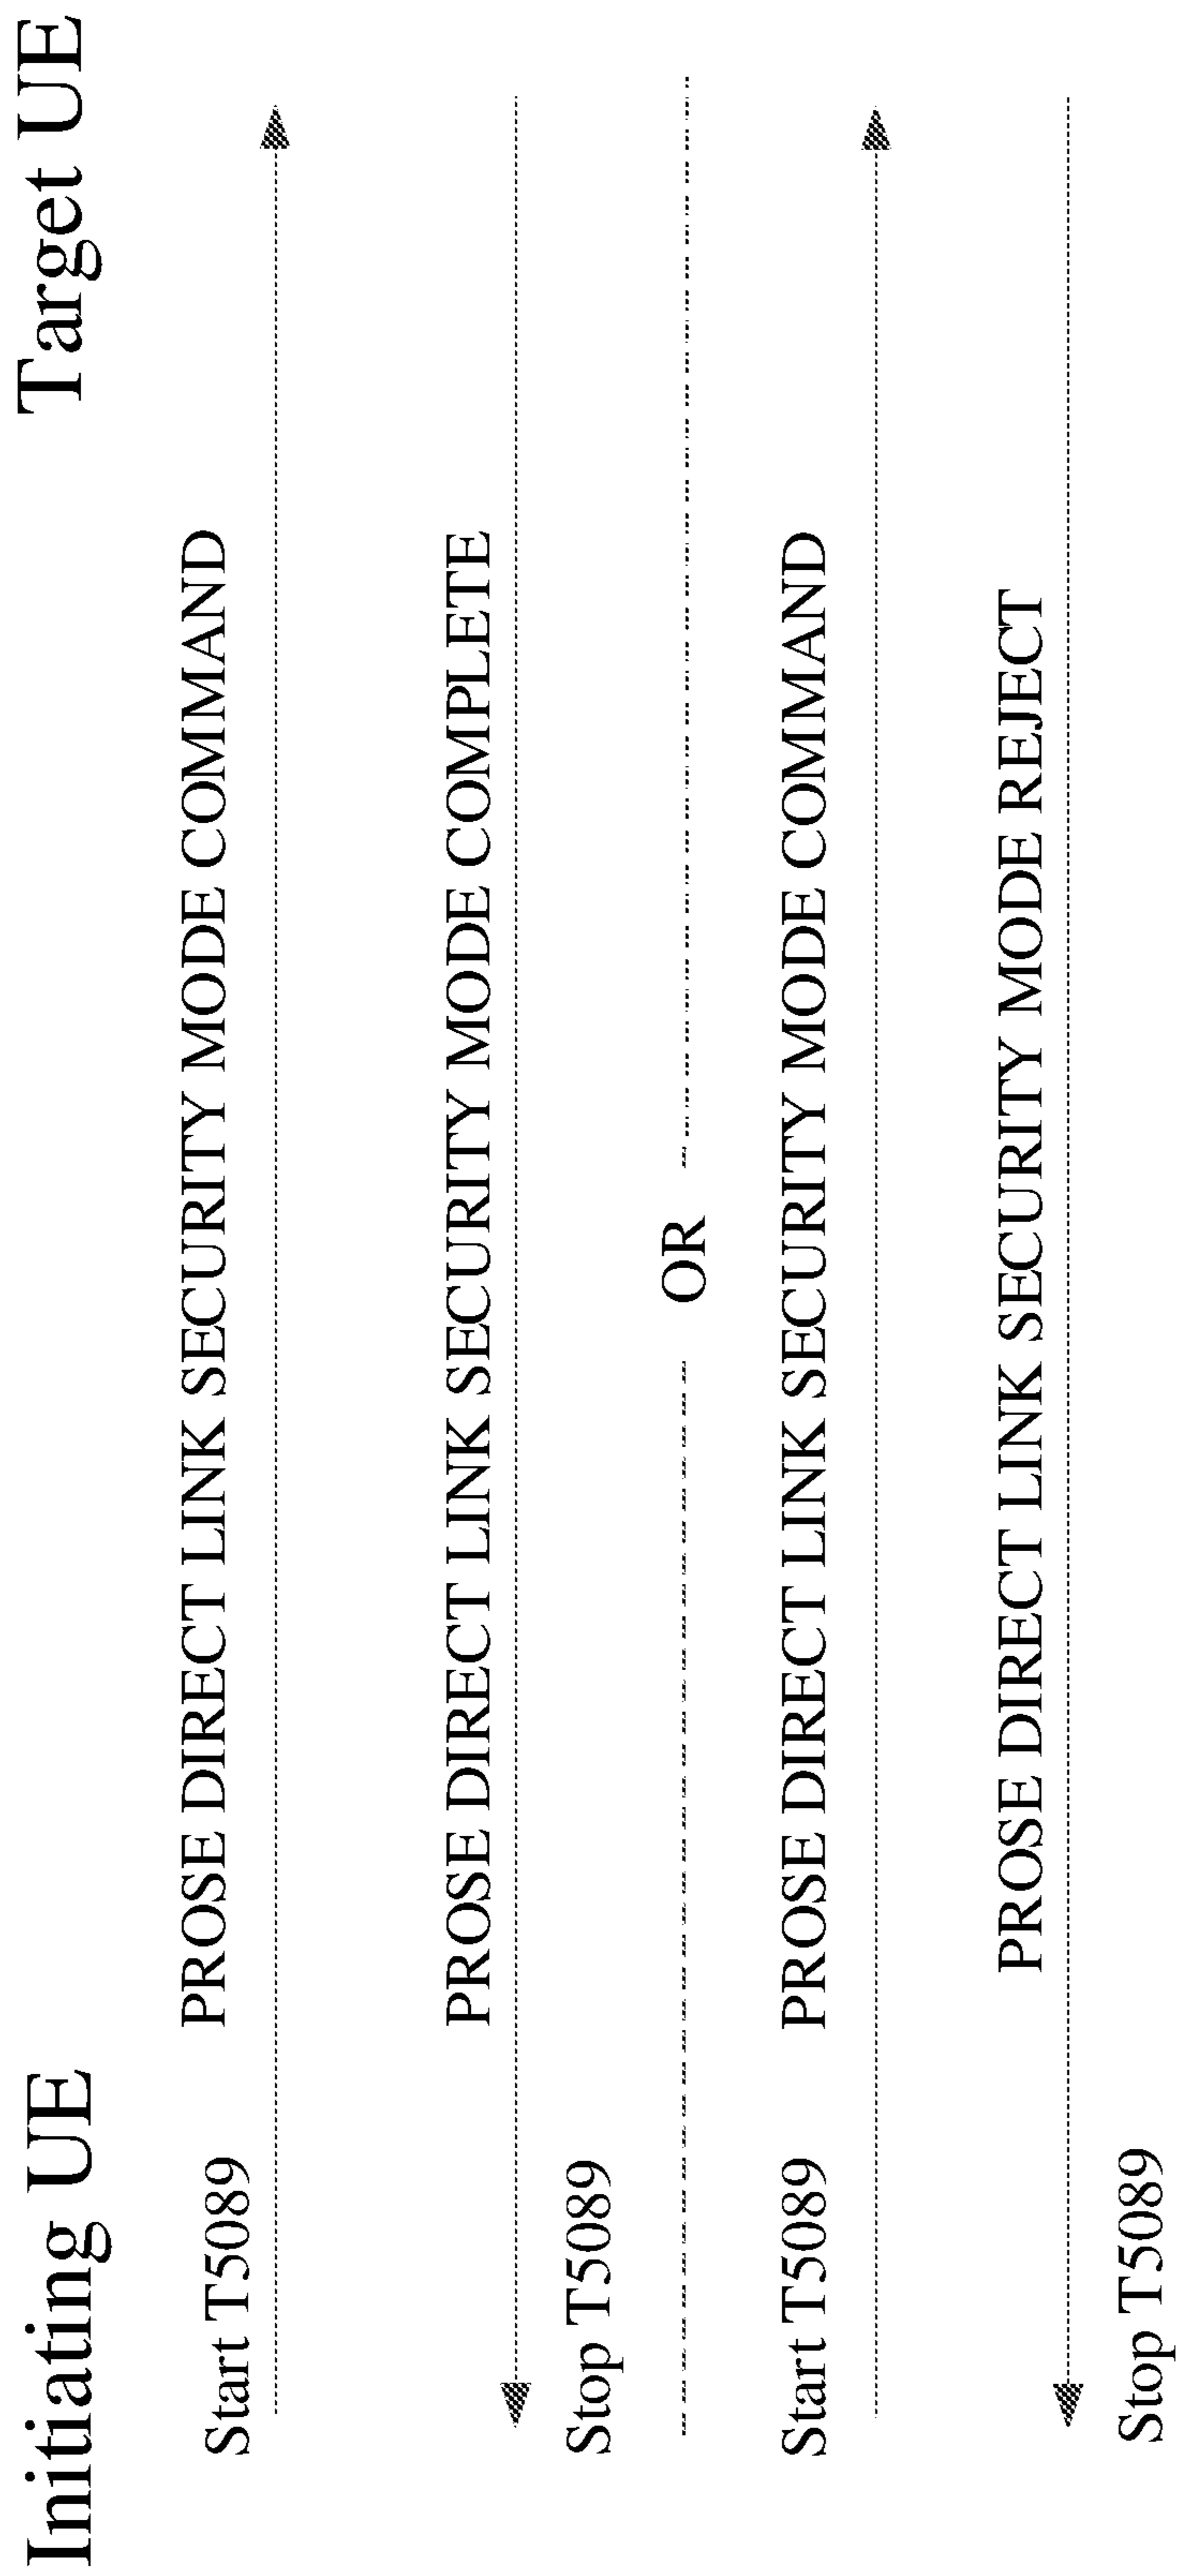 Initiating UE
Target UE
Start T5089
PROSE DIRECT LINK SECURITY MODE COMMAND
PROSE DIRECT LINK SECURITY MODE COMPLETE
Stop T5089
OR
Start T5089
PROSE DIRECT LINK SECURITY MODE COMMAND
PROSE DIRECT LINK SECURITY MODE REJECT
Stop T5089